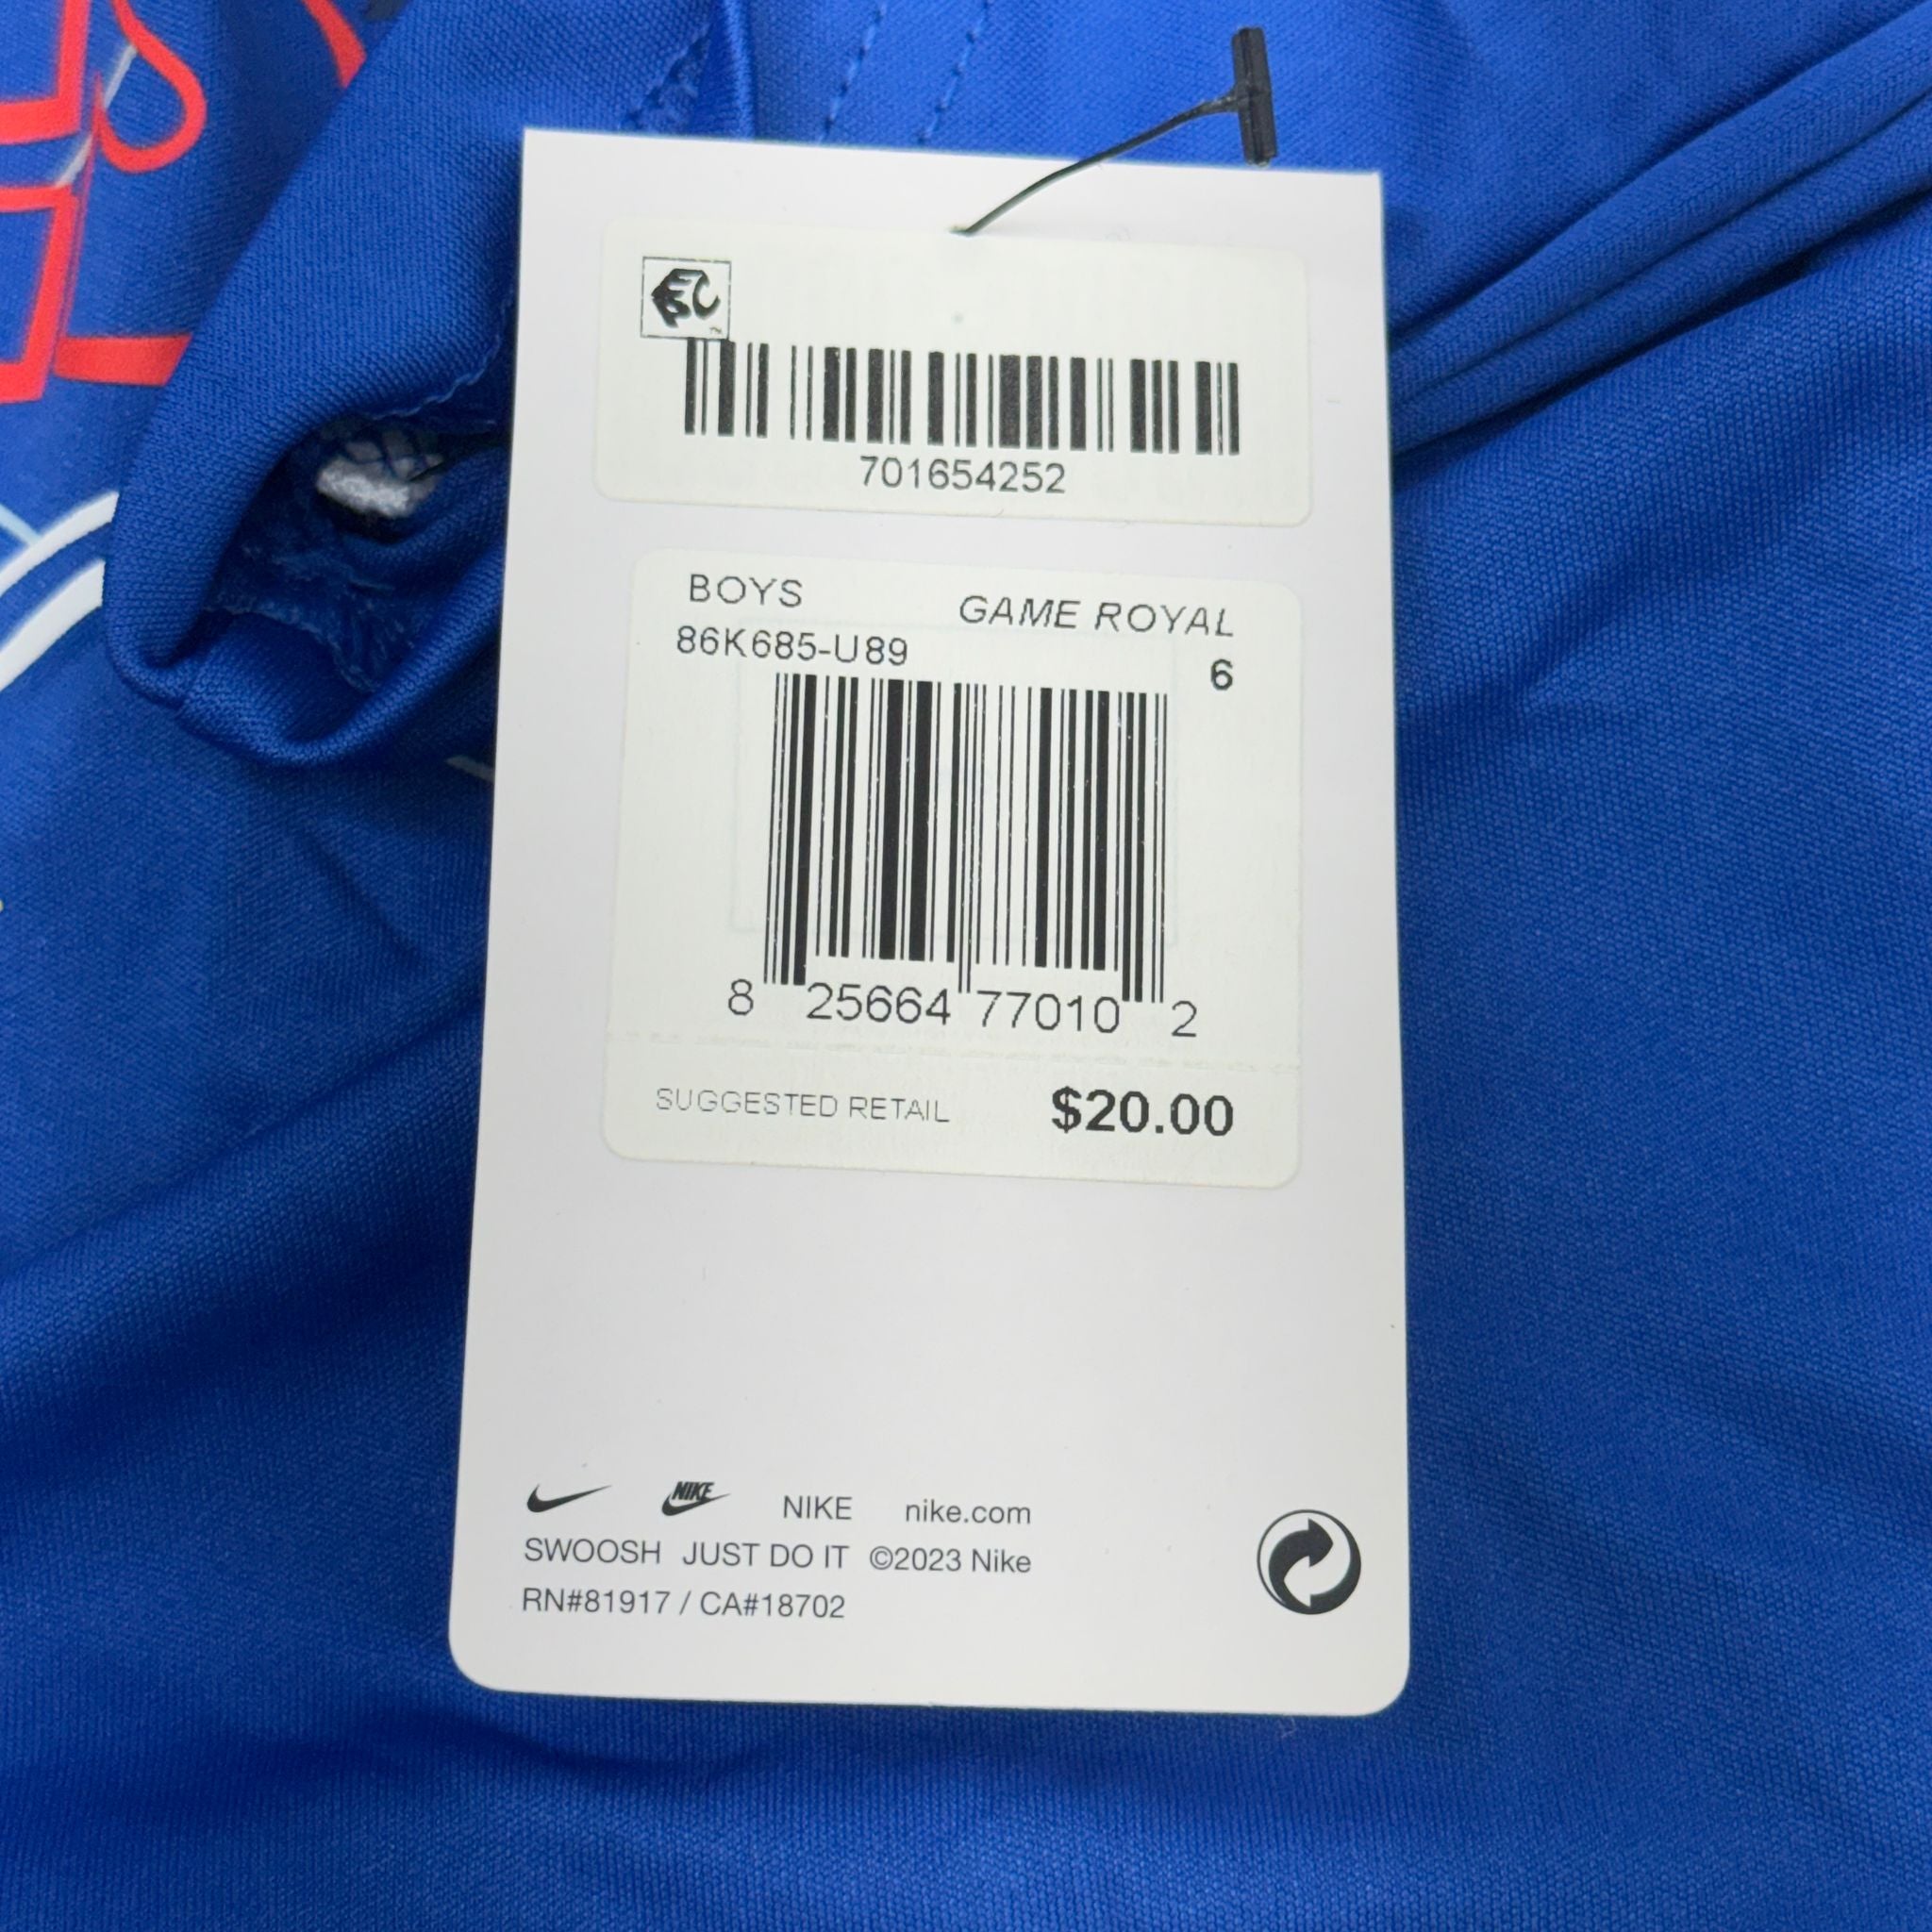 701654252
BOYS GAME ROYAL
86K685-U89 6
8 25664 77010 2
SUGGESTED RETAIL $20.00
NIKE NIKE nike.com
SWOOSH JUST DO IT ©2023 Nike
RN#81917 / CA#18702